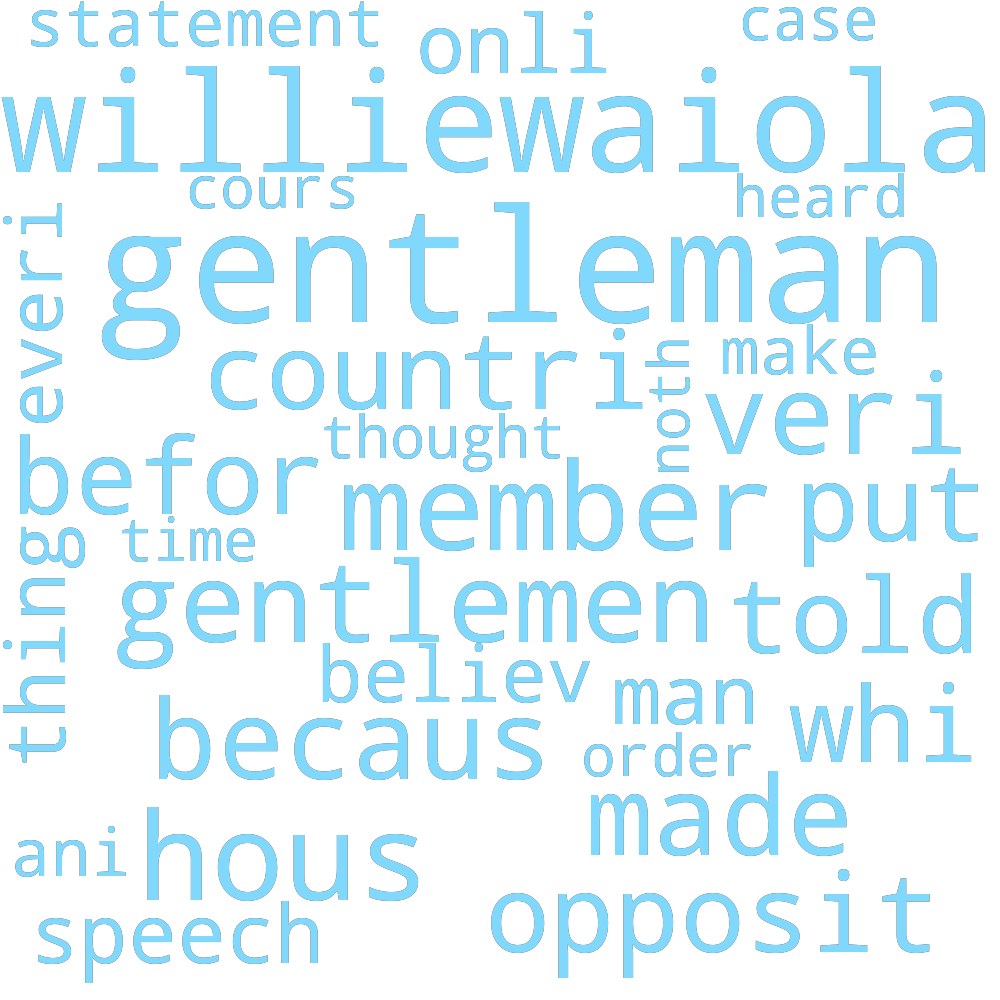 statement
onli
case
williewaiola
cours
heard
everi
gentleman
countri
noth
make
veri
thought
befor
member
put
time
thing
gentlemen
told
believ
man
whi
becaus
order
made
ani
hous
opposit
speech